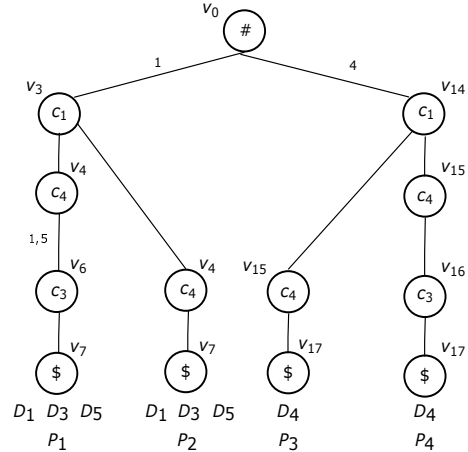 v0
#
1 4
v3 v14
c1 c1
v4 v15
c4 c4
1,5
v6 v4 v15 v16
c3 c4 c4 c3
v7 v7 v17 v17
$ $ $ $
D1 D3 D5 D1 D3 D5 D4 D4
P1 P2 P3 P4